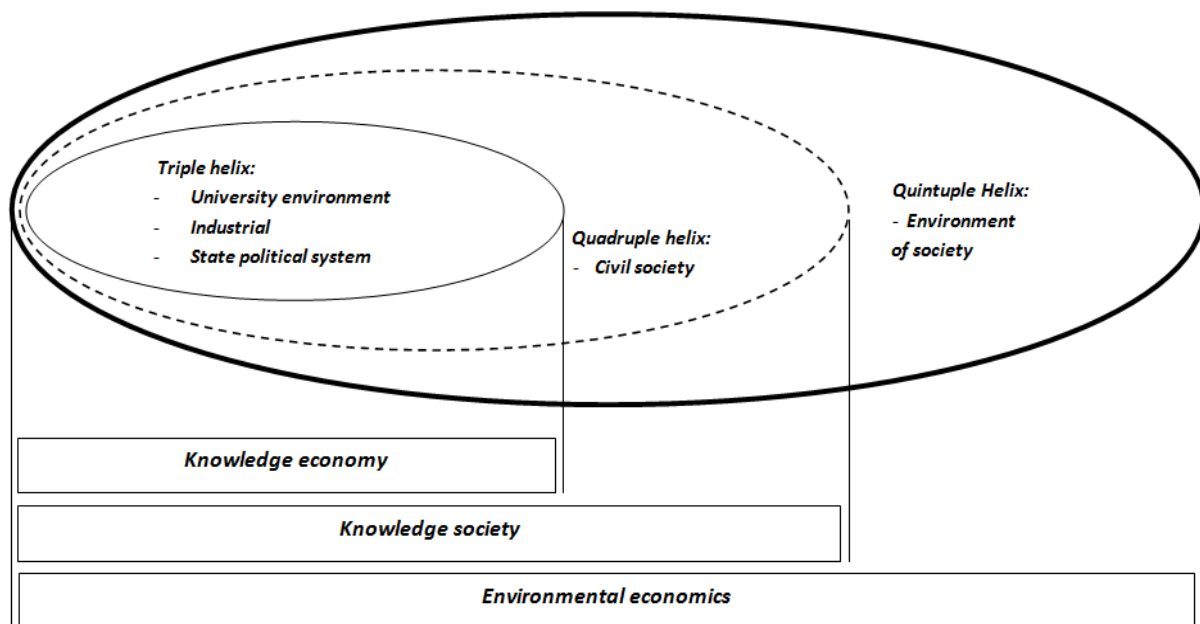 Triple helix:
- University environment
- Industrial
- State political system
Quadruple helix:
- Civil society
Quintuple Helix:
- Environment
of society
Knowledge economy
Knowledge society
Environmental economics